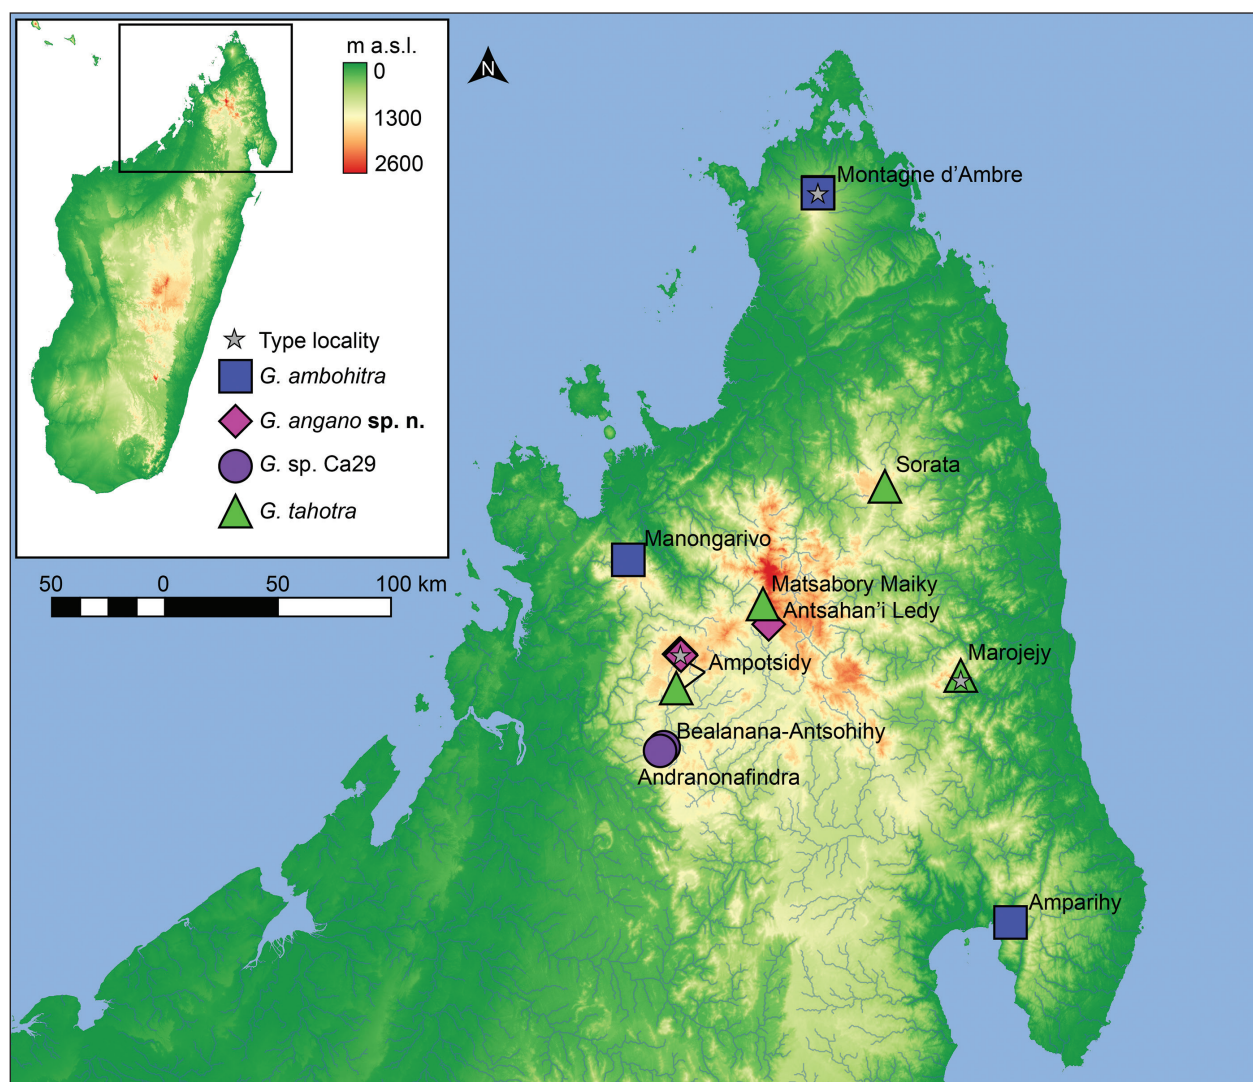 m a.s.l.
0
1300
2600
N
Type locality
G. ambohitra
G. angano sp. n.
G. sp. Ca29
G. tahotra
50 0 50 100 km
Montagne d’Ambre
Sorata
Manongarivo
Matsabory Maiky
Antsahan’i Ledy
Ampotsidy
Marojejy
Bealanana-Antsohihy
Andranonafindra
Amparihy